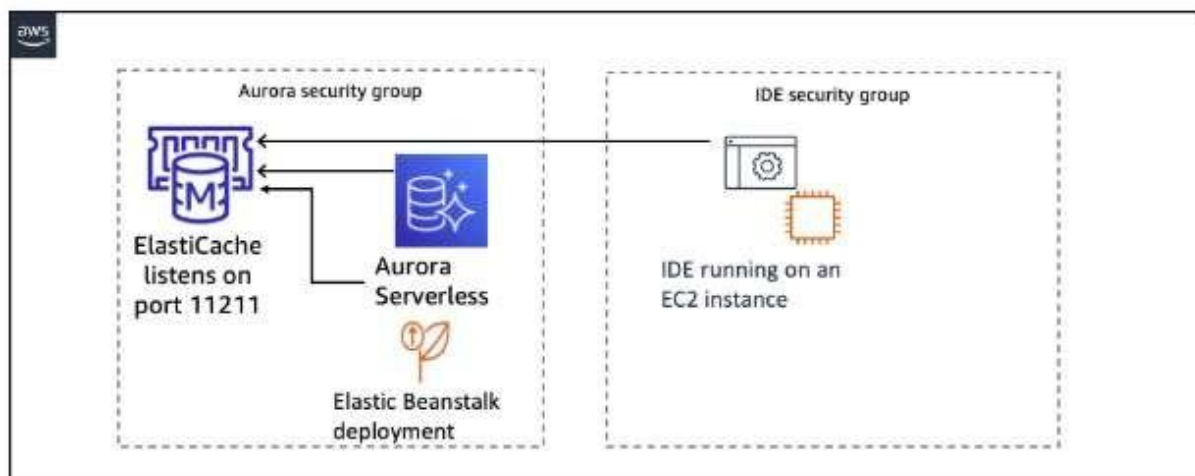 aws
Aurora security group
IDE security group
M
ElastiCache
listens on
port 11211
Aurora
Serverless
IDE running on an
EC2 instance
Elastic Beanstalk
deployment